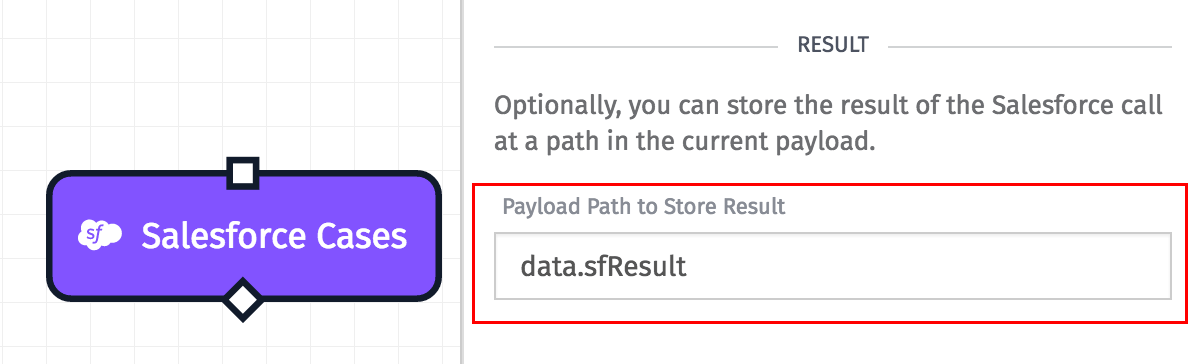 RESULT
Optionally, you can store the result of the Salesforce call
at a path in the current payload.
Payload Path to Store Result
data.sfResult
sf Salesforce Cases